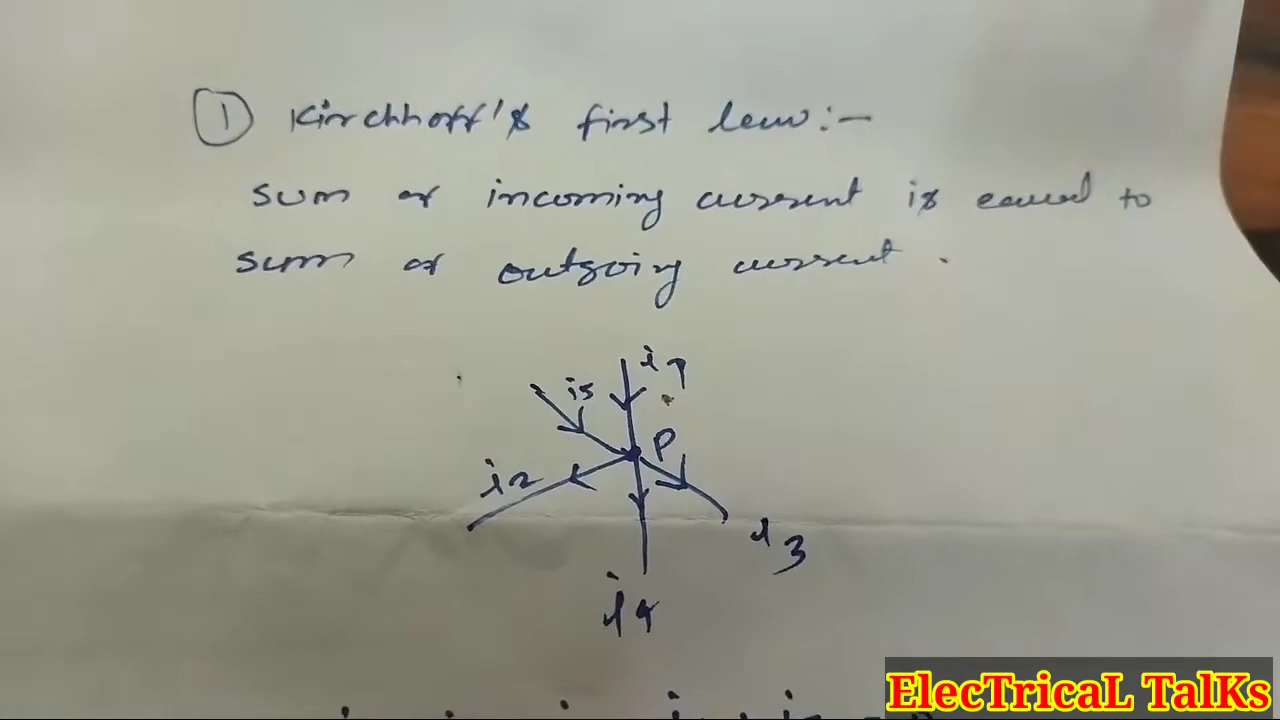 ① Kirchhoff's first law:-
sum of incoming current is equal to
sum of outgoing current.
i1
i5
P
i2
i3
i4
ElecTricaL TalKs